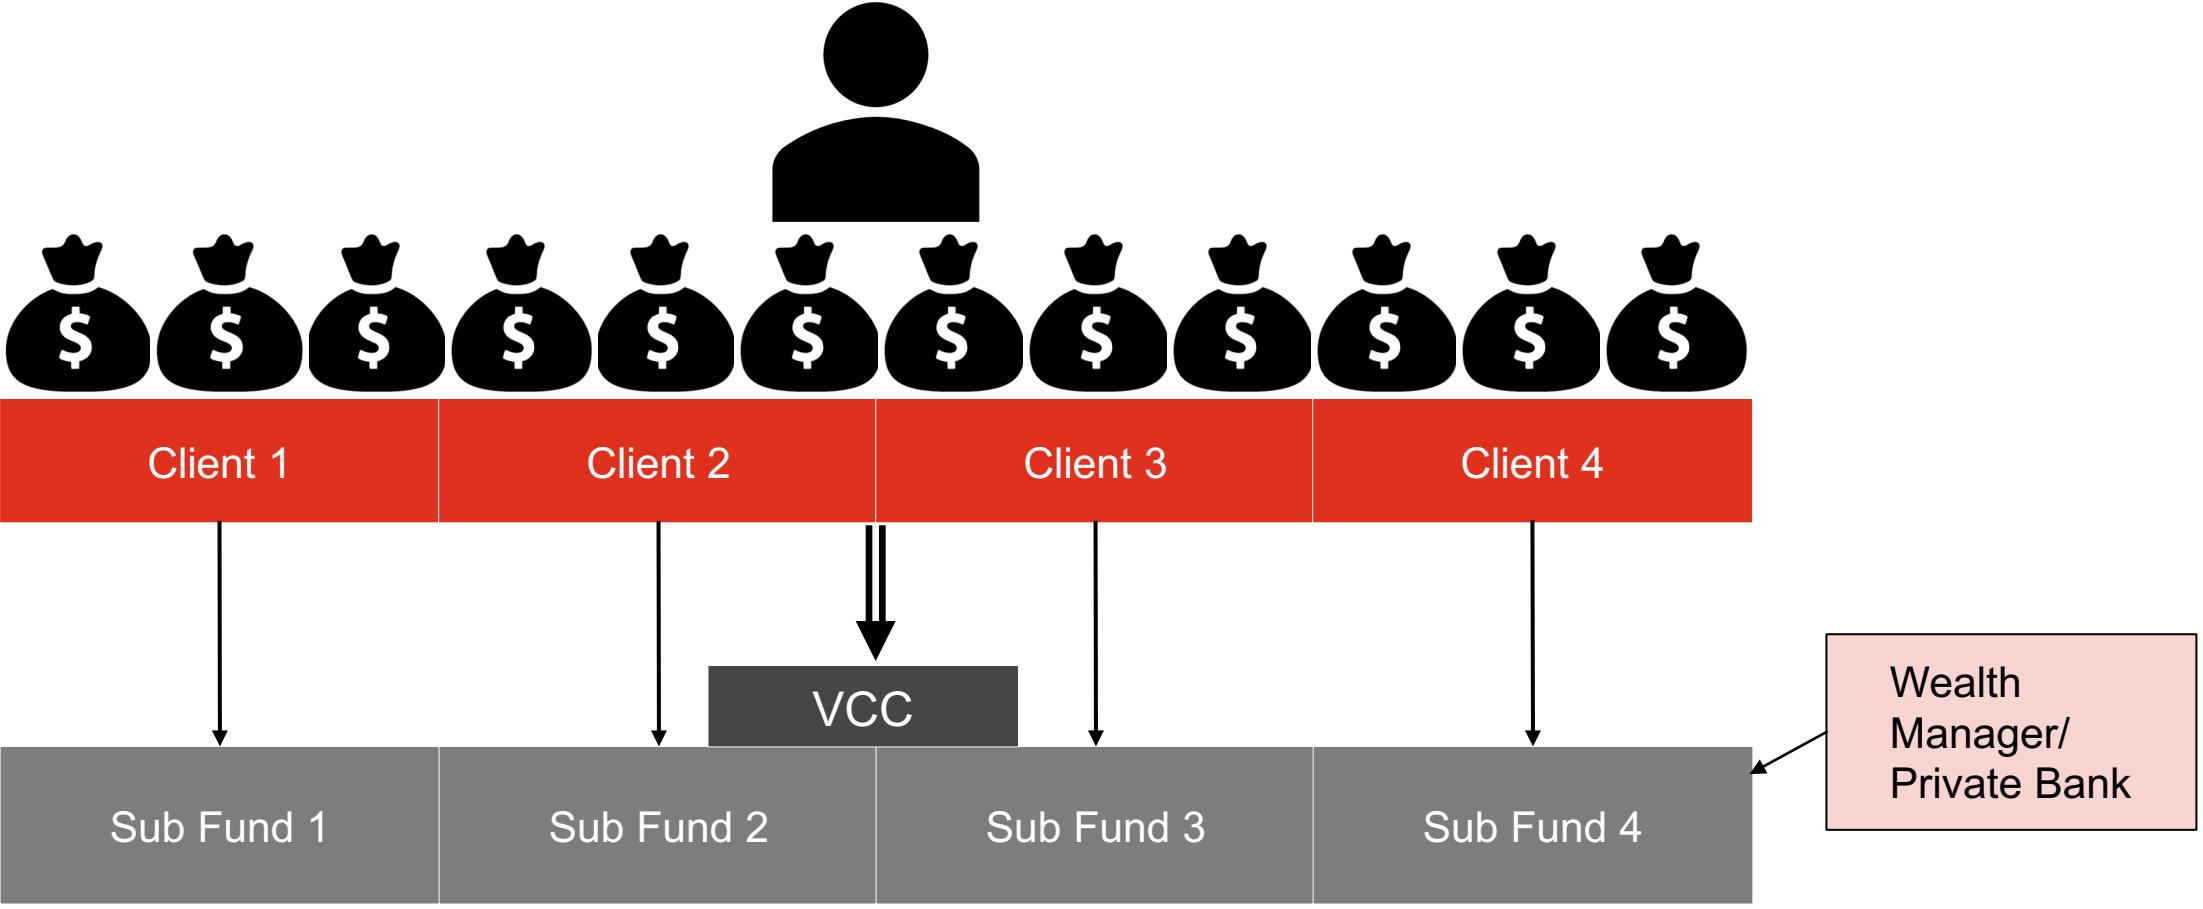 $ $ $ $ $ $ $ $ $ $ $ $
Client 1
Client 2
Client 3
Client 4
VCC
Wealth
Manager/
Private Bank
Sub Fund 1
Sub Fund 2
Sub Fund 3
Sub Fund 4